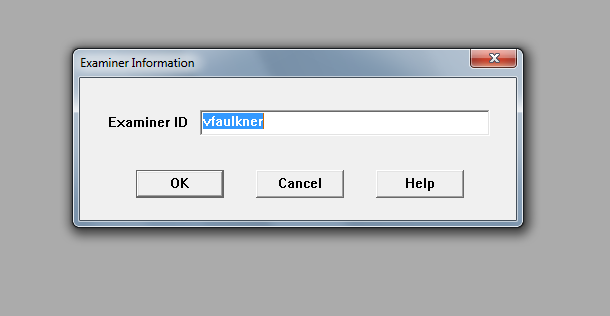 Examiner Information
Examiner ID vfaulkner
OK Cancel Help